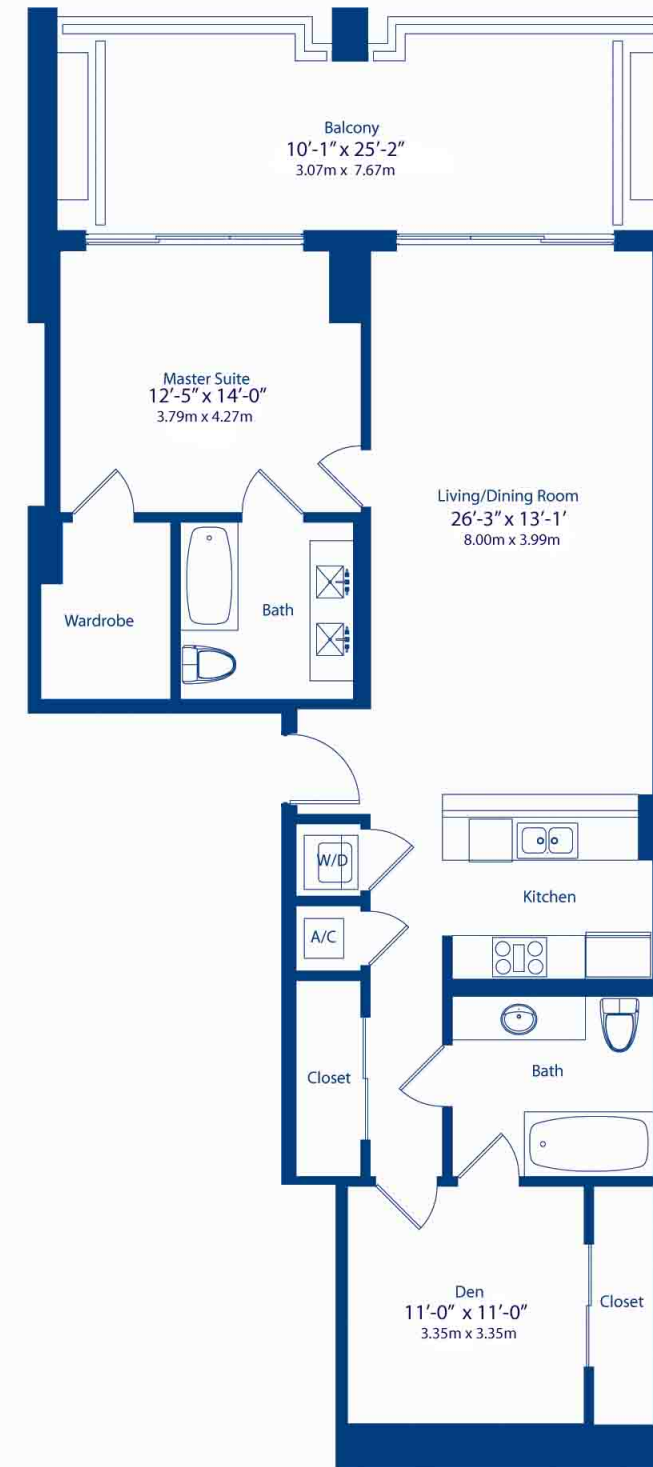 Balcony
10'-1” x 25'-2”
3.07m x 7.67m
Master Suite
12'-5” x 14'-0”
3.79m x 4.27m
Living/Dining Room
26'-3” x 13'-1'
8.00m x 3.99m
Wardrobe
Bath
W/D
Kitchen
A/C
Closet
Bath
Den
11'-0” x 11'-0”
3.35m x 3.35m
Closet